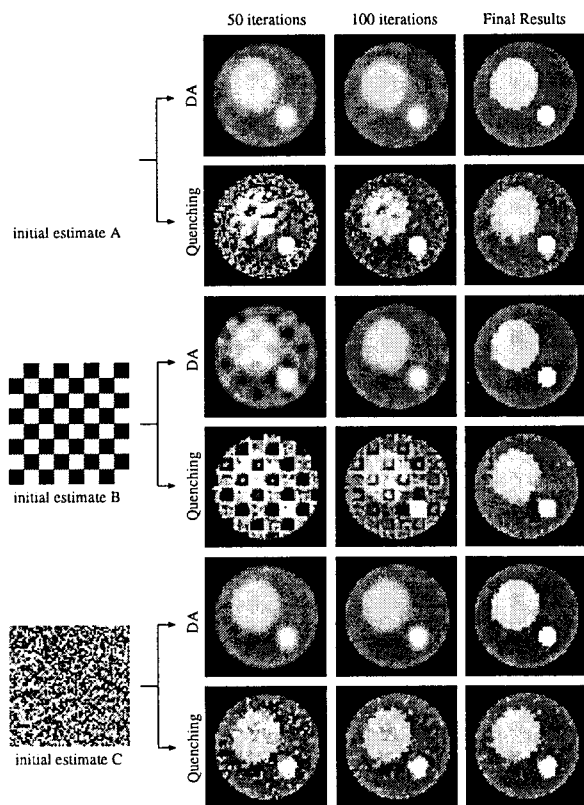 50 iterations 100 iterations Final Results
DA
Quenching
initial estimate A
DA
Quenching
initial estimate B
DA
Quenching
initial estimate C